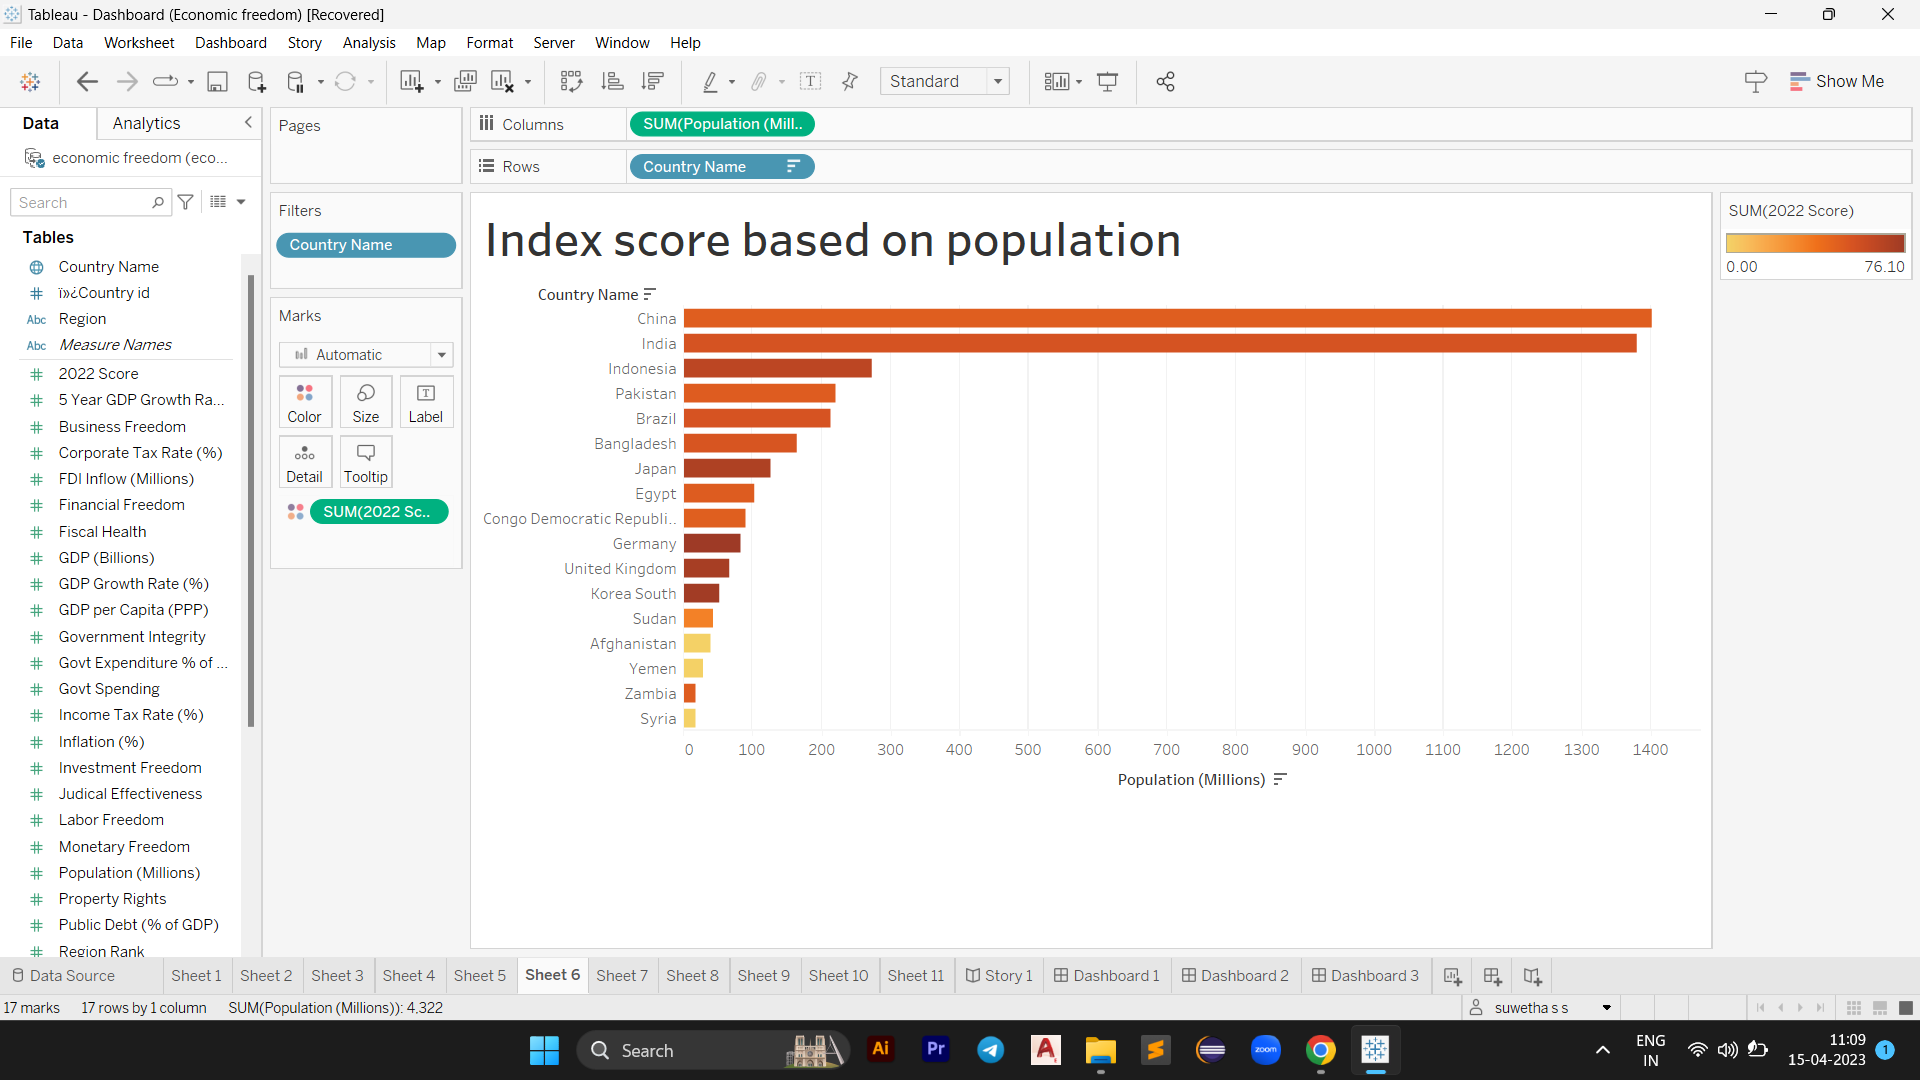 Tableau - Dashboard (Economic freedom) [Recovered]
File Data Worksheet Dashboard Story Analysis Map Format Server Window Help
Standard
Show Me
Data Analytics
economic freedom (eco...
Search
Tables
Country Name
ï»¿Country id
Abc Region
Abc Measure Names
2022 Score
5 Year GDP Growth Ra...
Business Freedom
Corporate Tax Rate (%)
FDI Inflow (Millions)
Financial Freedom
Fiscal Health
GDP (Billions)
GDP Growth Rate (%)
GDP per Capita (PPP)
Government Integrity
Govt Expenditure % of ...
Govt Spending
Income Tax Rate (%)
Inflation (%)
Investment Freedom
Judical Effectiveness
Labor Freedom
Monetary Freedom
Population (Millions)
Property Rights
Public Debt (% of GDP)
Region Rank
Pages
Filters
Country Name
Marks
Automatic
Color Size Label
Detail Tooltip
SUM(2022 Sc..
Columns SUM(Population (Mill..
Rows Country Name
Index score based on population
Country Name
China
India
Indonesia
Pakistan
Brazil
Bangladesh
Japan
Egypt
Congo Democratic Republi..
Germany
United Kingdom
Korea South
Sudan
Afghanistan
Yemen
Zambia
Syria
0 100 200 300 400 500 600 700 800 900 1000 1100 1200 1300 1400
Population (Millions)
SUM(2022 Score)
0.00 76.10
Data Source Sheet 1 Sheet 2 Sheet 3 Sheet 4 Sheet 5 Sheet 6 Sheet 7 Sheet 8 Sheet 9 Sheet 10 Sheet 11 Story 1 Dashboard 1 Dashboard 2 Dashboard 3
17 marks 17 rows by 1 column SUM(Population (Millions)): 4,322
suwetha s s
Search
Ai
Pr
A
zoom
ENG
IN
11:09
15-04-2023
1